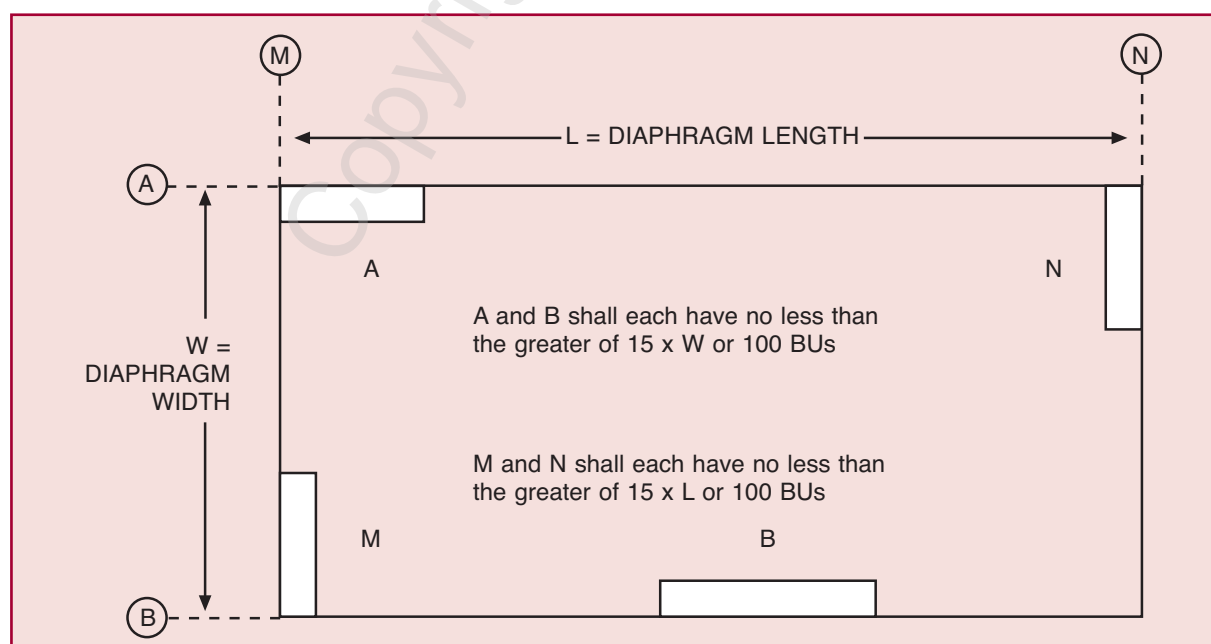 Copyri
M
N
L = DIAPHRAGM LENGTH
A
A
N
A and B shall each have no less than
the greater of 15 x W or 100 BUs
W =
DIAPHRAGM
WIDTH
M and N shall each have no less than
the greater of 15 x L or 100 BUs
M
B
B